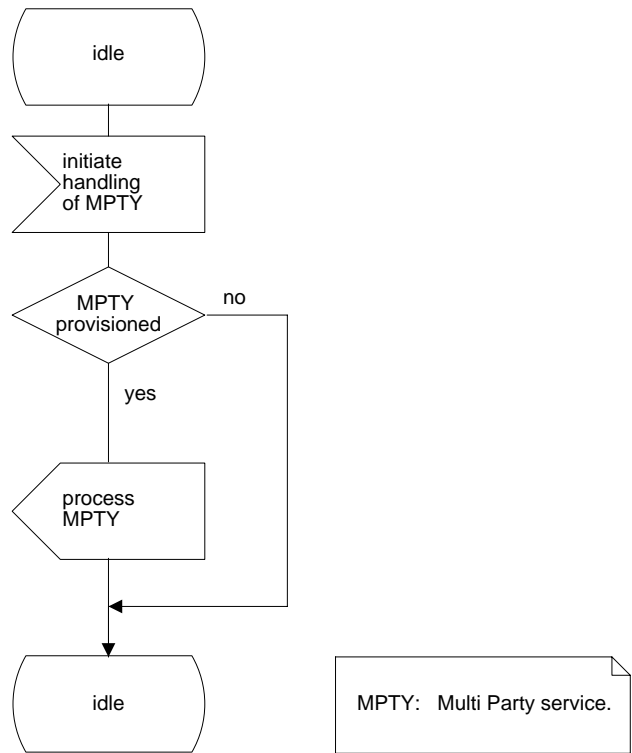 idle
initiate
handling
of MPTY
MPTY
provisioned
no
yes
process
MPTY
idle
MPTY: Multi Party service.